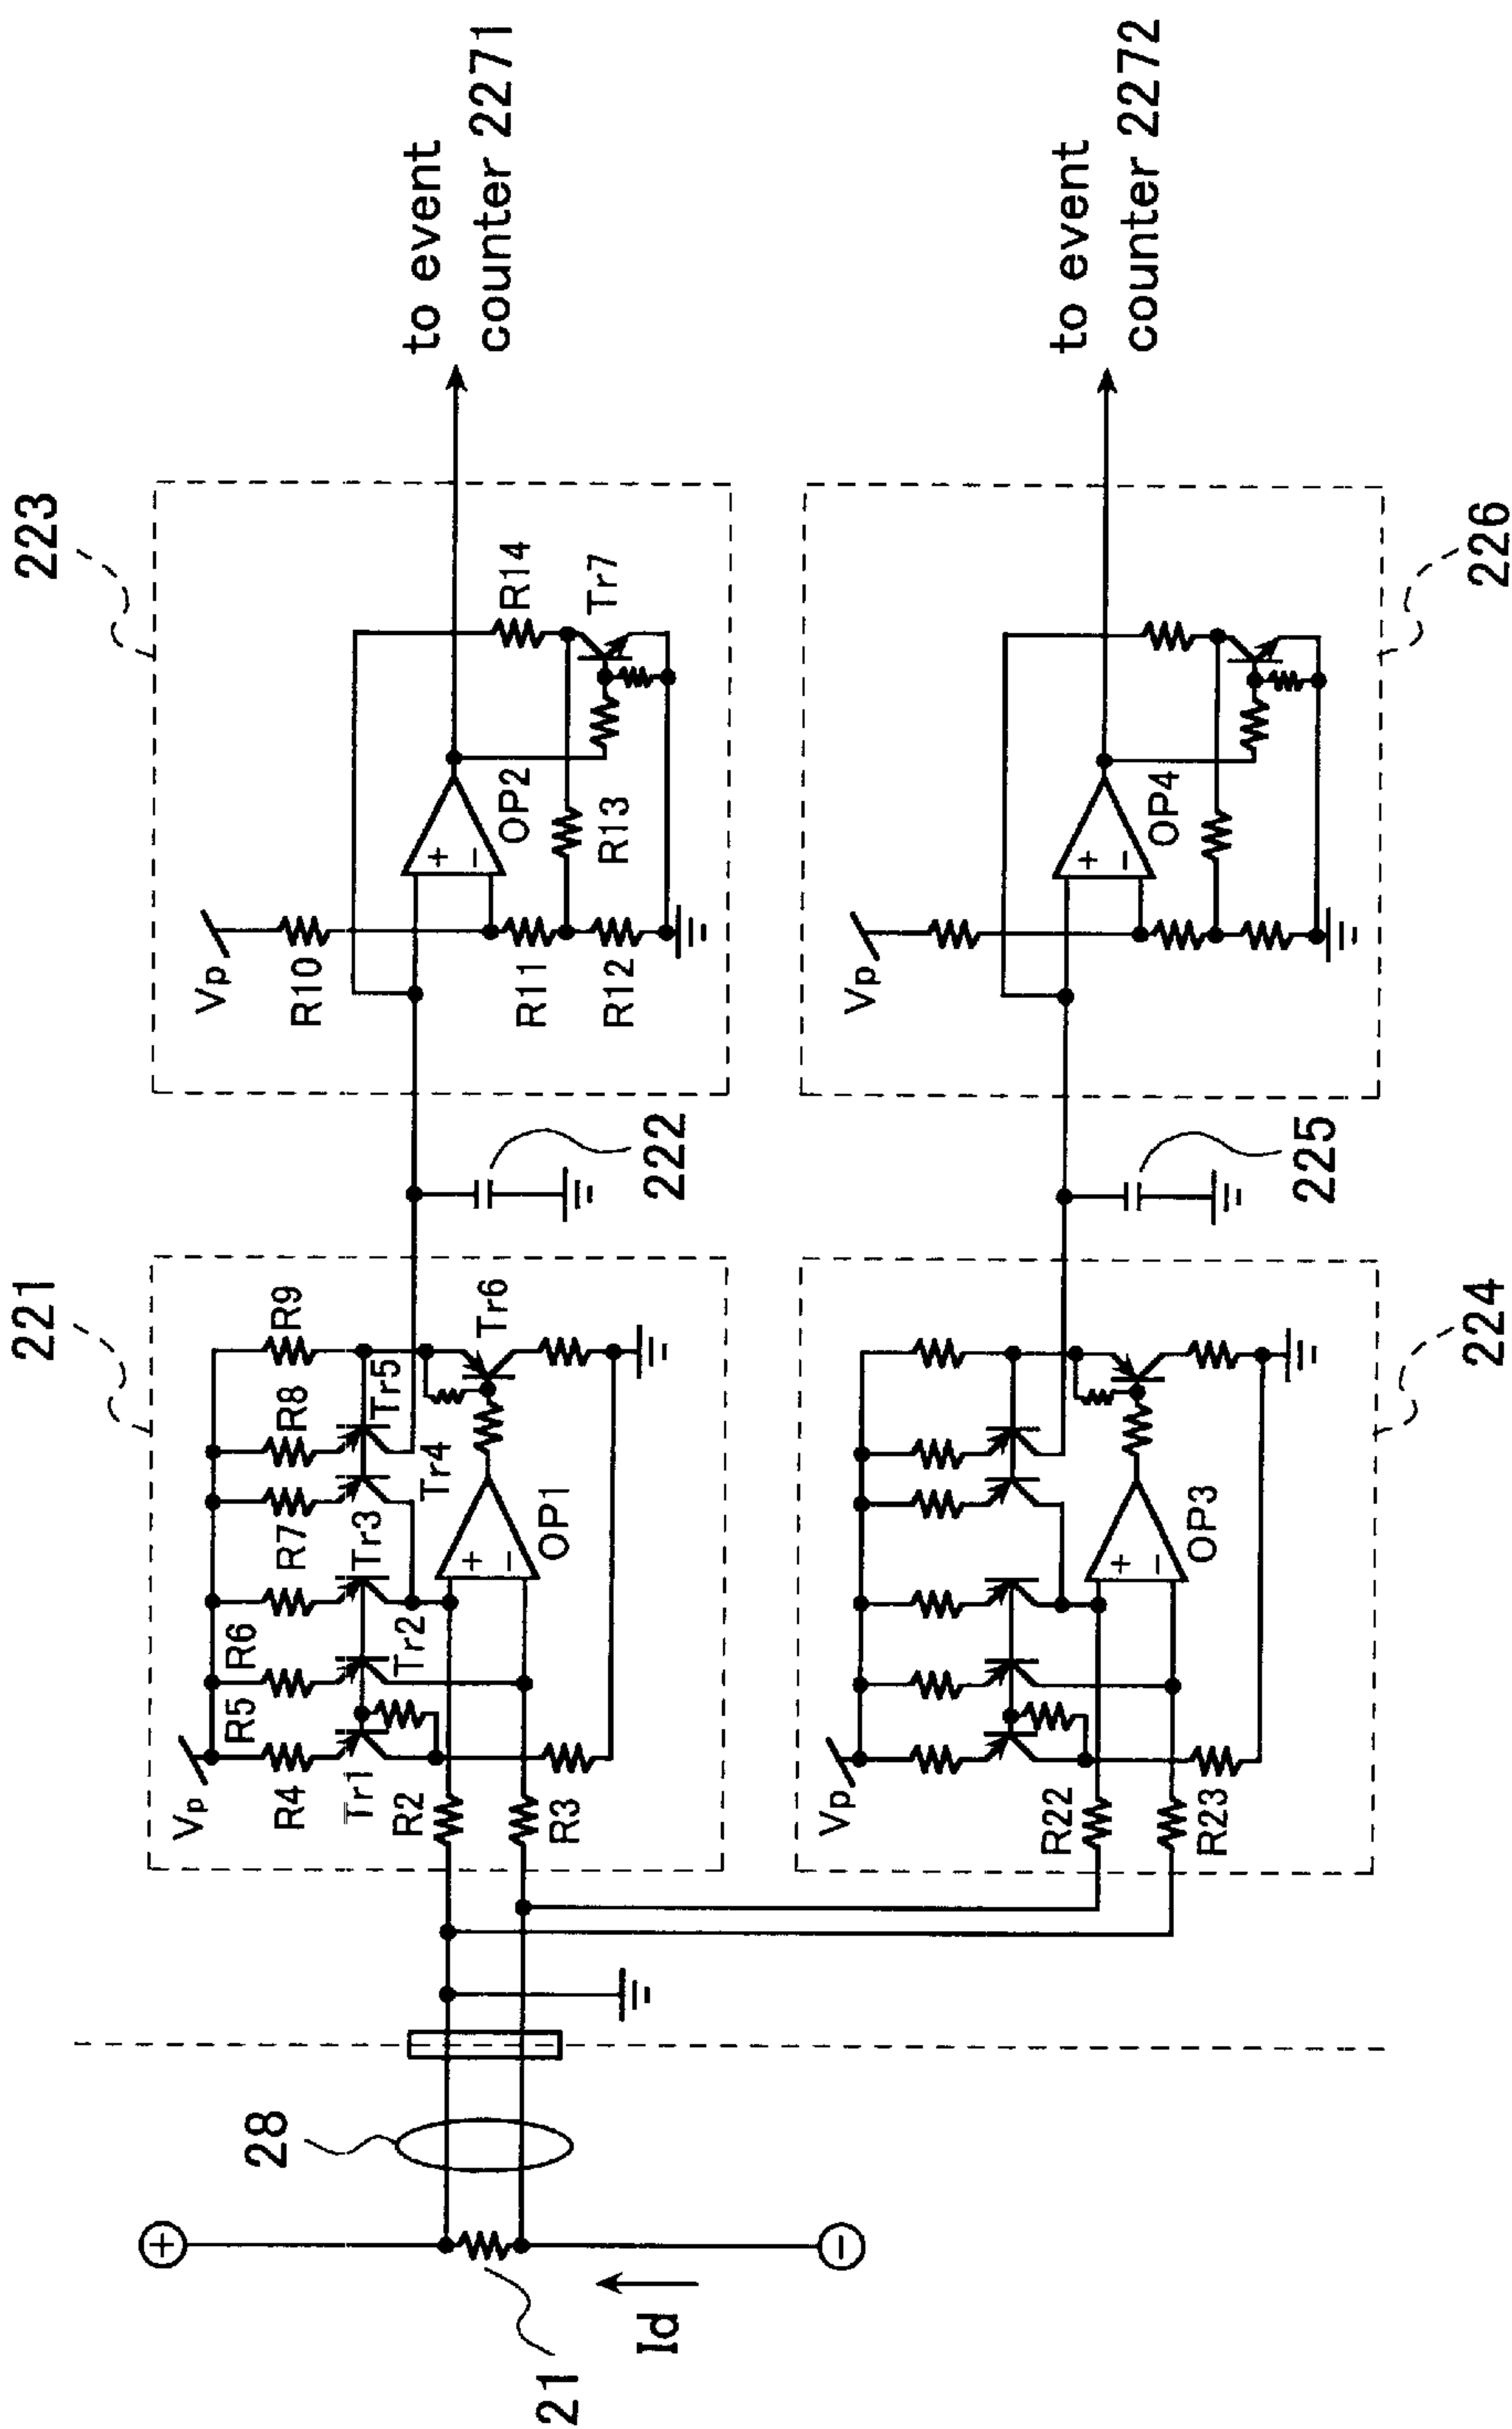 221
223
Vp
R4
R5
R6
R7
R8
R9
Tr1
Tr2
Tr3
Tr4
Tr5
Tr6
R2
R3
+
−
OP1
222
Vp
R10
R11
R12
R13
R14
+
−
OP2
Tr7
to event
counter 2271
28
+
−
21
Id
Vp
R22
R23
+
−
OP3
224
225
Vp
+
−
OP4
226
to event
counter 2272